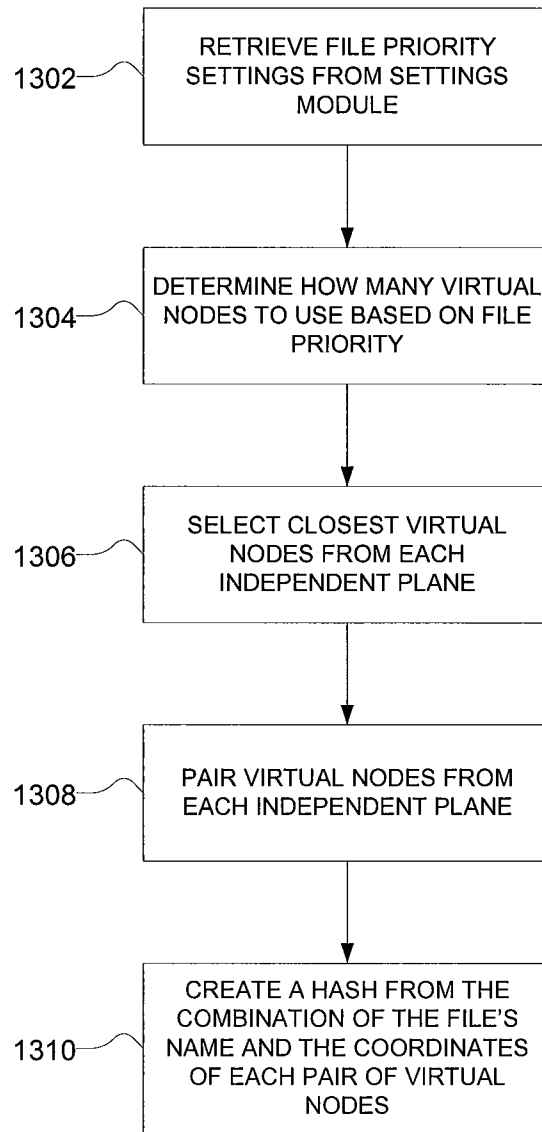 1302
RETRIEVE FILE PRIORITY
SETTINGS FROM SETTINGS
MODULE
1304
DETERMINE HOW MANY VIRTUAL
NODES TO USE BASED ON FILE
PRIORITY
1306
SELECT CLOSEST VIRTUAL
NODES FROM EACH
INDEPENDENT PLANE
1308
PAIR VIRTUAL NODES FROM
EACH INDEPENDENT PLANE
1310
CREATE A HASH FROM THE
COMBINATION OF THE FILE'S
NAME AND THE COORDINATES
OF EACH PAIR OF VIRTUAL
NODES